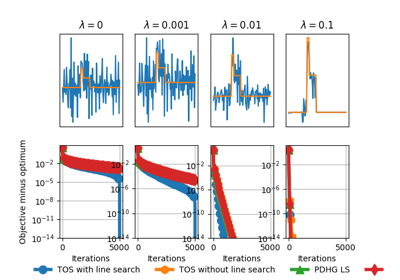 λ = 0 λ = 0.001 λ = 0.01 λ = 0.1
Objective minus optimum
10⁻² 10⁻² 10⁻² 10⁻²
10⁻⁵ 10⁻⁵ 10⁻⁶ 10⁻⁶
10⁻⁸ 10⁻⁸ 10⁻¹⁰ 10⁻¹⁰
10⁻¹¹ 10⁻¹¹
10⁻¹⁴ 10⁻¹⁴ 10⁻¹⁴ 10⁻¹⁴
0 5000 0 5000 0 5000 0 5000
Iterations Iterations Iterations Iterations
TOS with line search TOS without line search PDHG LS